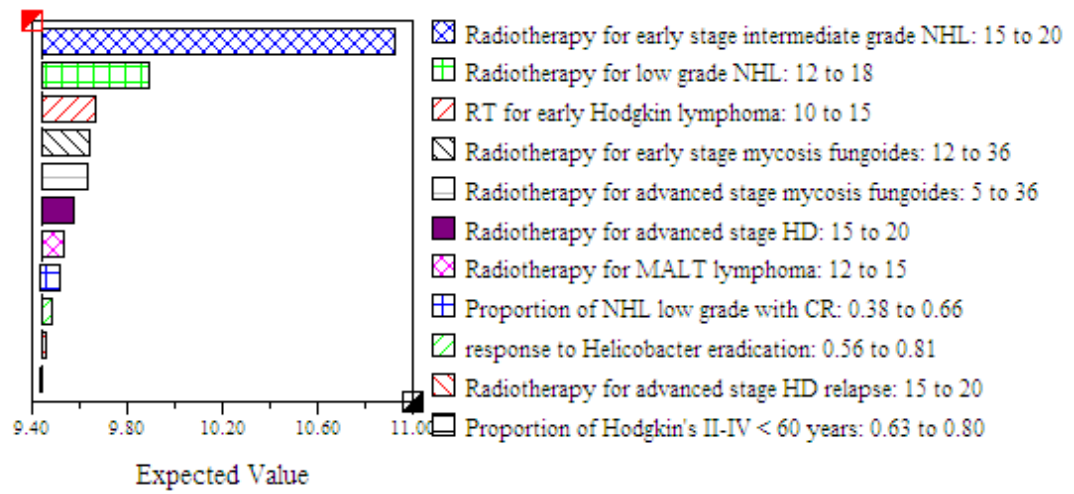 Radiotherapy for early stage intermediate grade NHL: 15 to 20
Radiotherapy for low grade NHL: 12 to 18
RT for early Hodgkin lymphoma: 10 to 15
Radiotherapy for early stage mycosis fungoides: 12 to 36
Radiotherapy for advanced stage mycosis fungoides: 5 to 36
Radiotherapy for advanced stage HD: 15 to 20
Radiotherapy for MALT lymphoma: 12 to 15
Proportion of NHL low grade with CR: 0.38 to 0.66
response to Helicobacter eradication: 0.56 to 0.81
Radiotherapy for advanced stage HD relapse: 15 to 20
Proportion of Hodgkin's II-IV < 60 years: 0.63 to 0.80
9.40 9.80 10.20 10.60 11.00
Expected Value